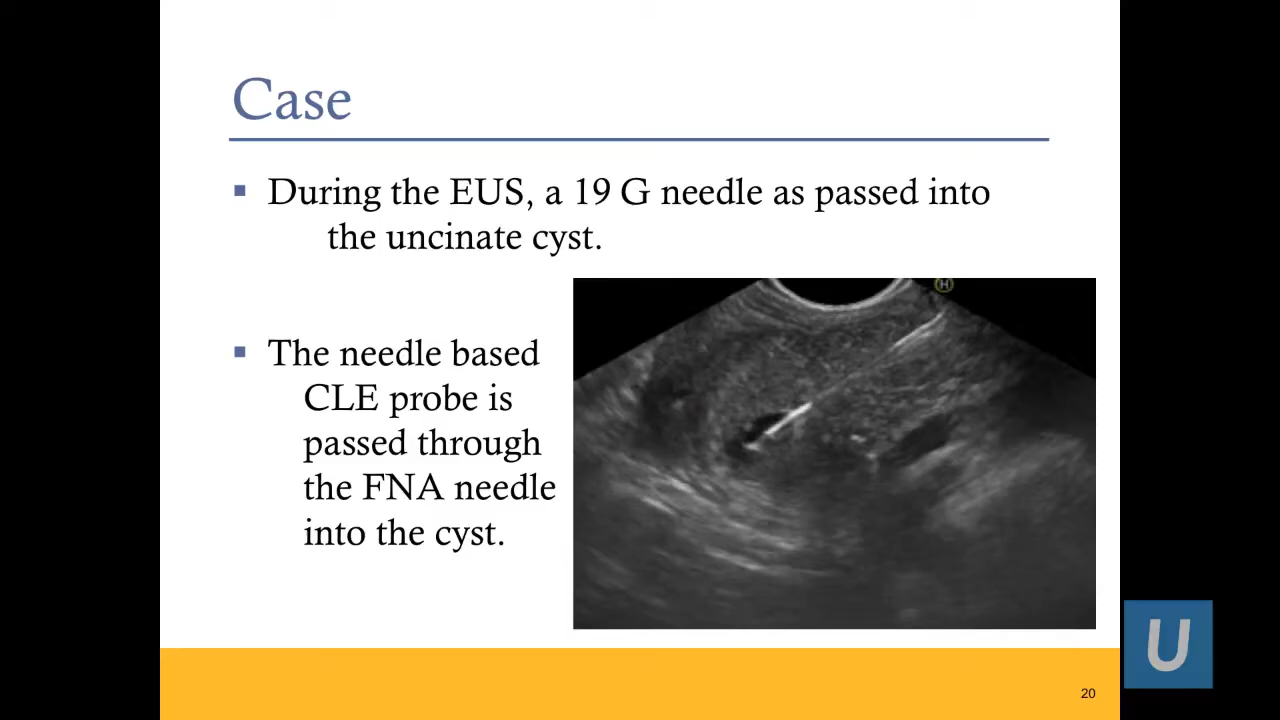 Case
▪ During the EUS, a 19 G needle as passed into
the uncinate cyst.
▪ The needle based
CLE probe is
passed through
the FNA needle
into the cyst.
H
20
U